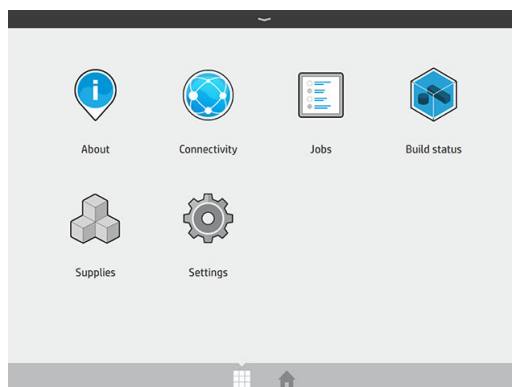 About
Connectivity
Jobs
Build status
Supplies
Settings